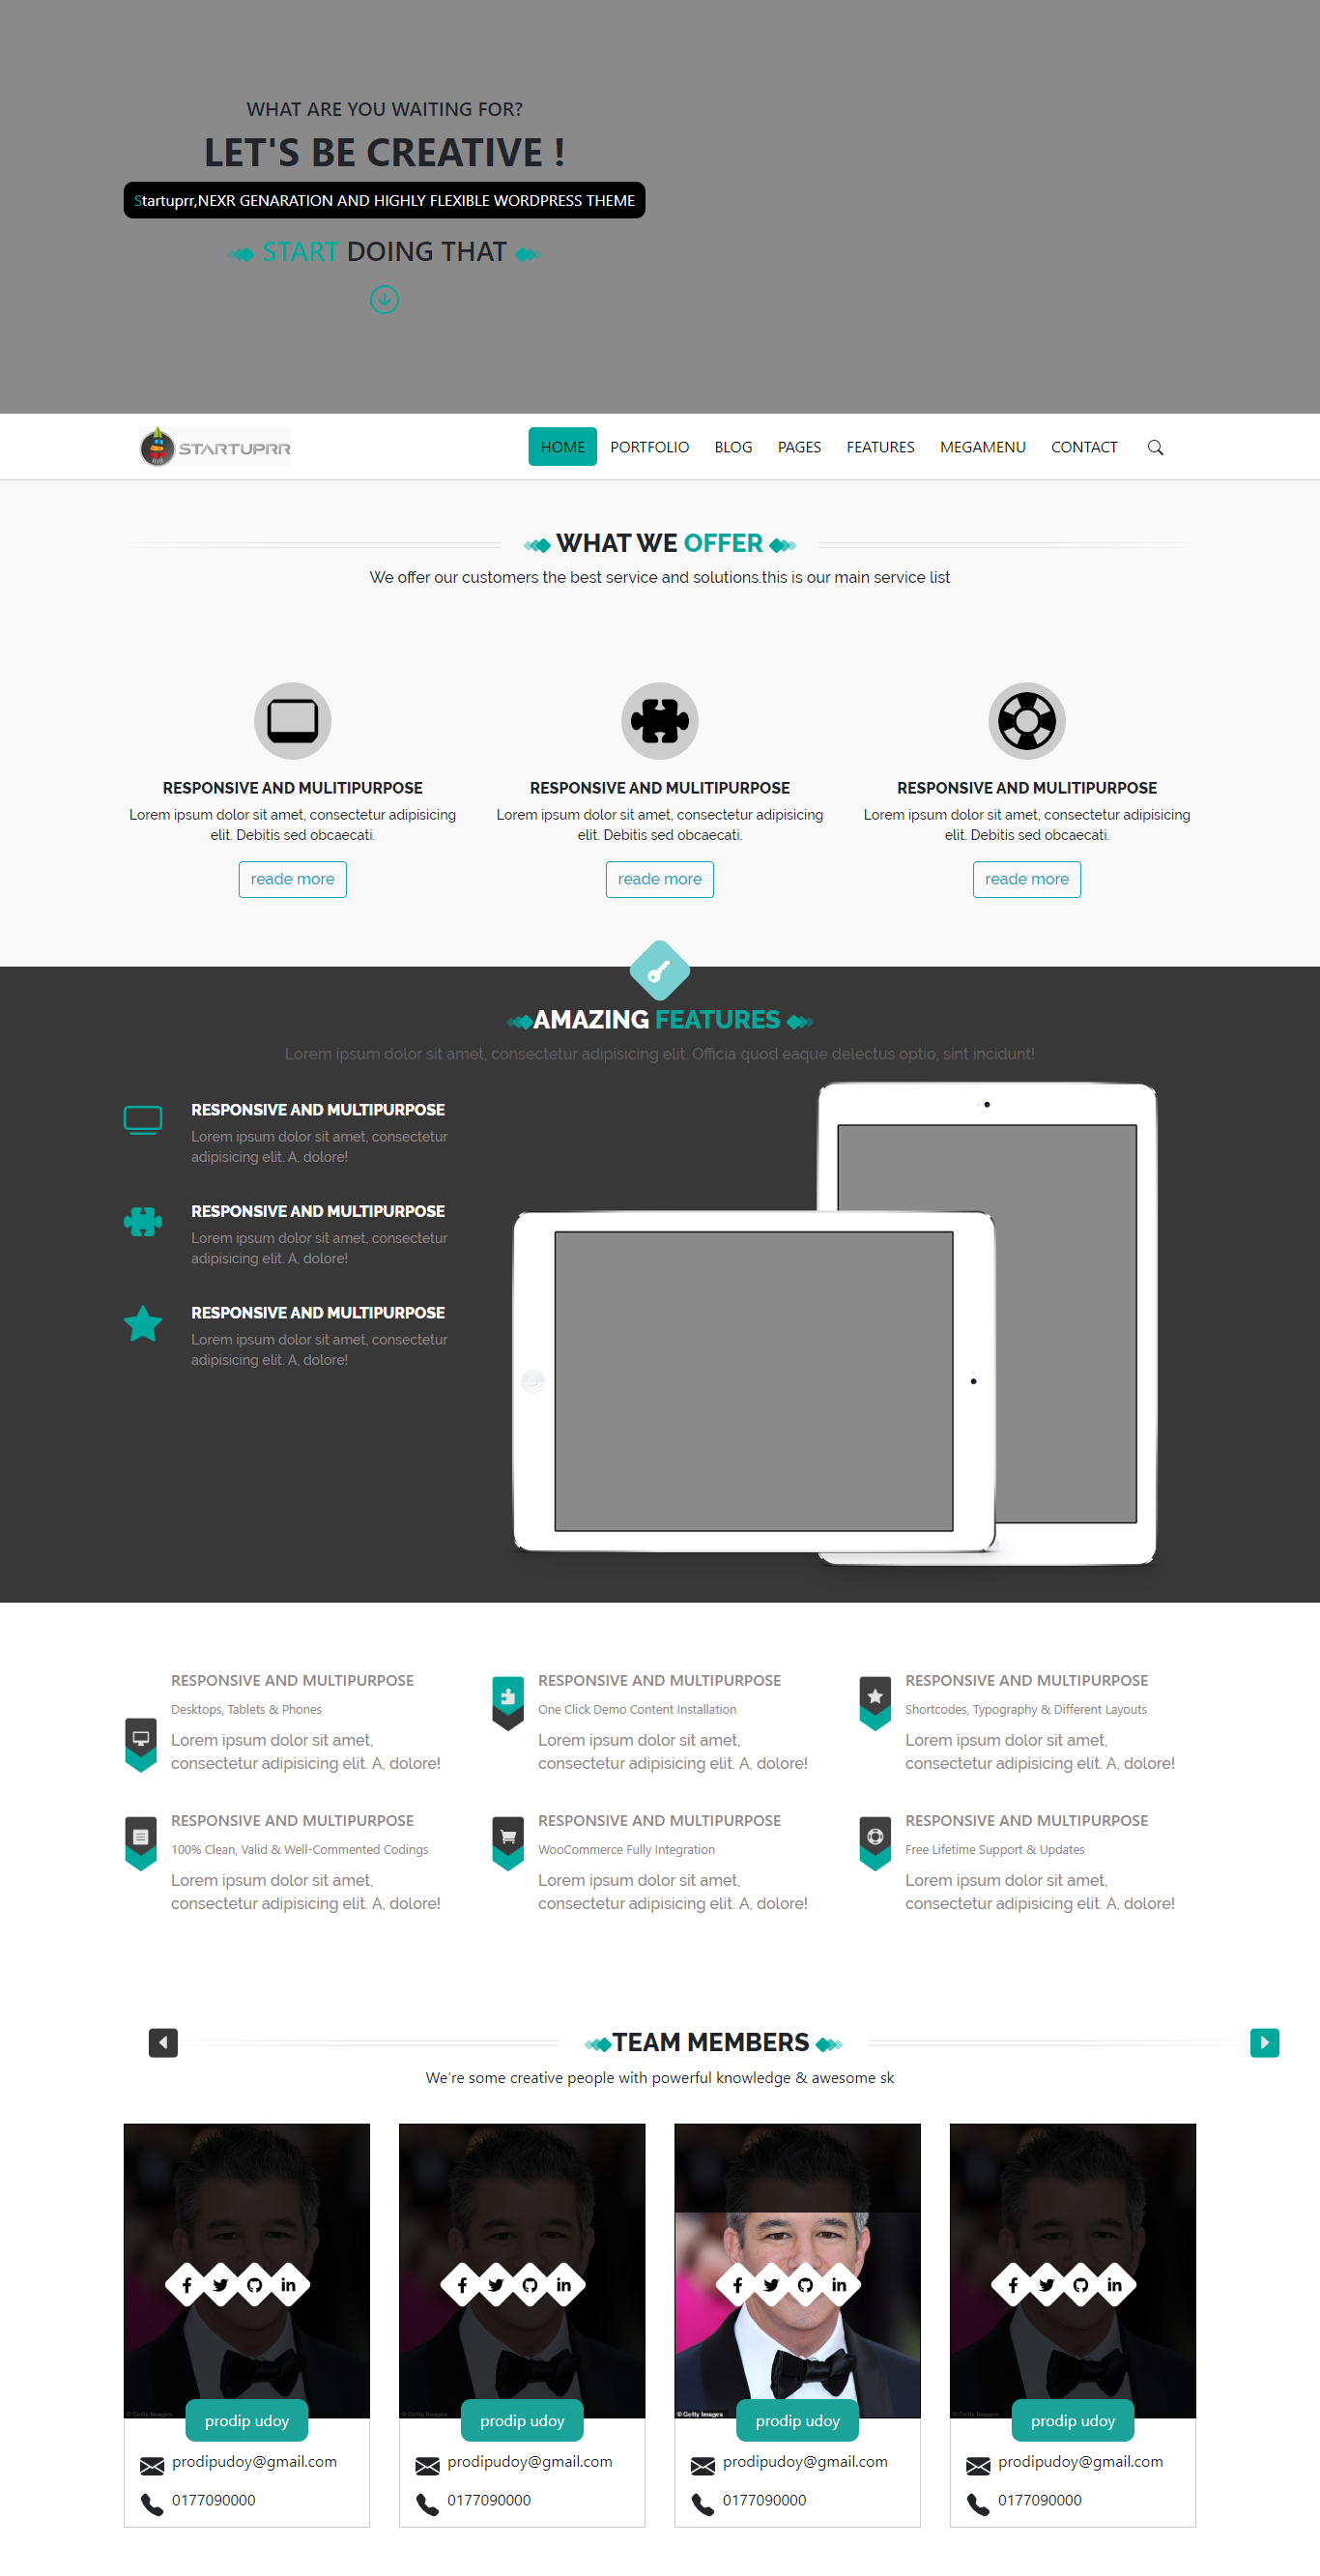 WHAT ARE YOU WAITING FOR?
LET'S BE CREATIVE !
Startuprr,NEXR GENARATION AND HIGHLY FLEXIBLE WORDPRESS THEME
START DOING THAT
STARTUPRR
HOME PORTFOLIO BLOG PAGES FEATURES MEGAMENU CONTACT
WHAT WE OFFER
We offer our customers the best service and solutions.this is our main service list
RESPONSIVE AND MULITIPURPOSE
Lorem ipsum dolor sit amet, consectetur adipisicing
elit. Debitis sed obcaecati.
reade more
RESPONSIVE AND MULITIPURPOSE
Lorem ipsum dolor sit amet, consectetur adipisicing
elit. Debitis sed obcaecati.
reade more
RESPONSIVE AND MULITIPURPOSE
Lorem ipsum dolor sit amet, consectetur adipisicing
elit. Debitis sed obcaecati.
reade more
AMAZING FEATURES
Lorem ipsum dolor sit amet, consectetur adipisicing elit. Officia quod eaque delectus optio, sint incidunt!
RESPONSIVE AND MULTIPURPOSE
Lorem ipsum dolor sit amet, consectetur
adipisicing elit. A, dolore!
RESPONSIVE AND MULTIPURPOSE
Lorem ipsum dolor sit amet, consectetur
adipisicing elit. A, dolore!
RESPONSIVE AND MULTIPURPOSE
Lorem ipsum dolor sit amet, consectetur
adipisicing elit. A, dolore!
RESPONSIVE AND MULTIPURPOSE
Desktops, Tablets & Phones
Lorem ipsum dolor sit amet,
consectetur adipisicing elit. A, dolore!
RESPONSIVE AND MULTIPURPOSE
One Click Demo Content Installation
Lorem ipsum dolor sit amet,
consectetur adipisicing elit. A, dolore!
RESPONSIVE AND MULTIPURPOSE
Shortcodes, Typography & Different Layouts
Lorem ipsum dolor sit amet,
consectetur adipisicing elit. A, dolore!
RESPONSIVE AND MULTIPURPOSE
100% Clean, Valid & Well-Commented Codings
Lorem ipsum dolor sit amet,
consectetur adipisicing elit. A, dolore!
RESPONSIVE AND MULTIPURPOSE
WooCommerce Fully Integration
Lorem ipsum dolor sit amet,
consectetur adipisicing elit. A, dolore!
RESPONSIVE AND MULTIPURPOSE
Free Lifetime Support & Updates
Lorem ipsum dolor sit amet,
consectetur adipisicing elit. A, dolore!
TEAM MEMBERS
We're some creative people with powerful knowledge & awesome sk
© Getty Images
prodip udoy
prodipudoy@gmail.com
0177090000
© Getty Images
prodip udoy
prodipudoy@gmail.com
0177090000
© Getty Images
prodip udoy
prodipudoy@gmail.com
0177090000
© Getty Images
prodip udoy
prodipudoy@gmail.com
0177090000